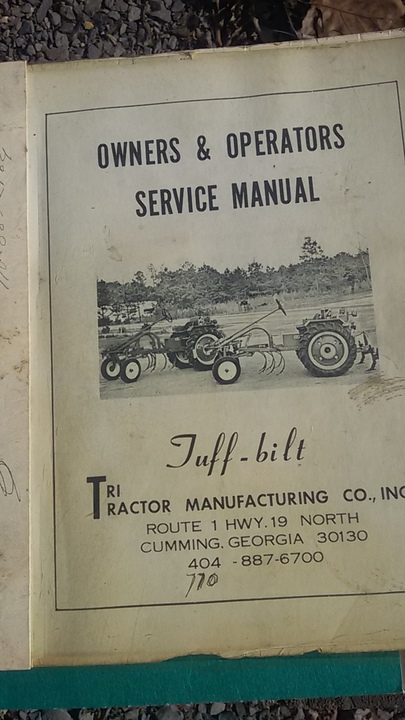 OWNERS & OPERATORS
SERVICE MANUAL
Tuff-bilt
TRI
TRACTOR MANUFACTURING CO., INC
ROUTE 1 HWY. 19 NORTH
CUMMING, GEORGIA 30130
404 - 887-6700
770